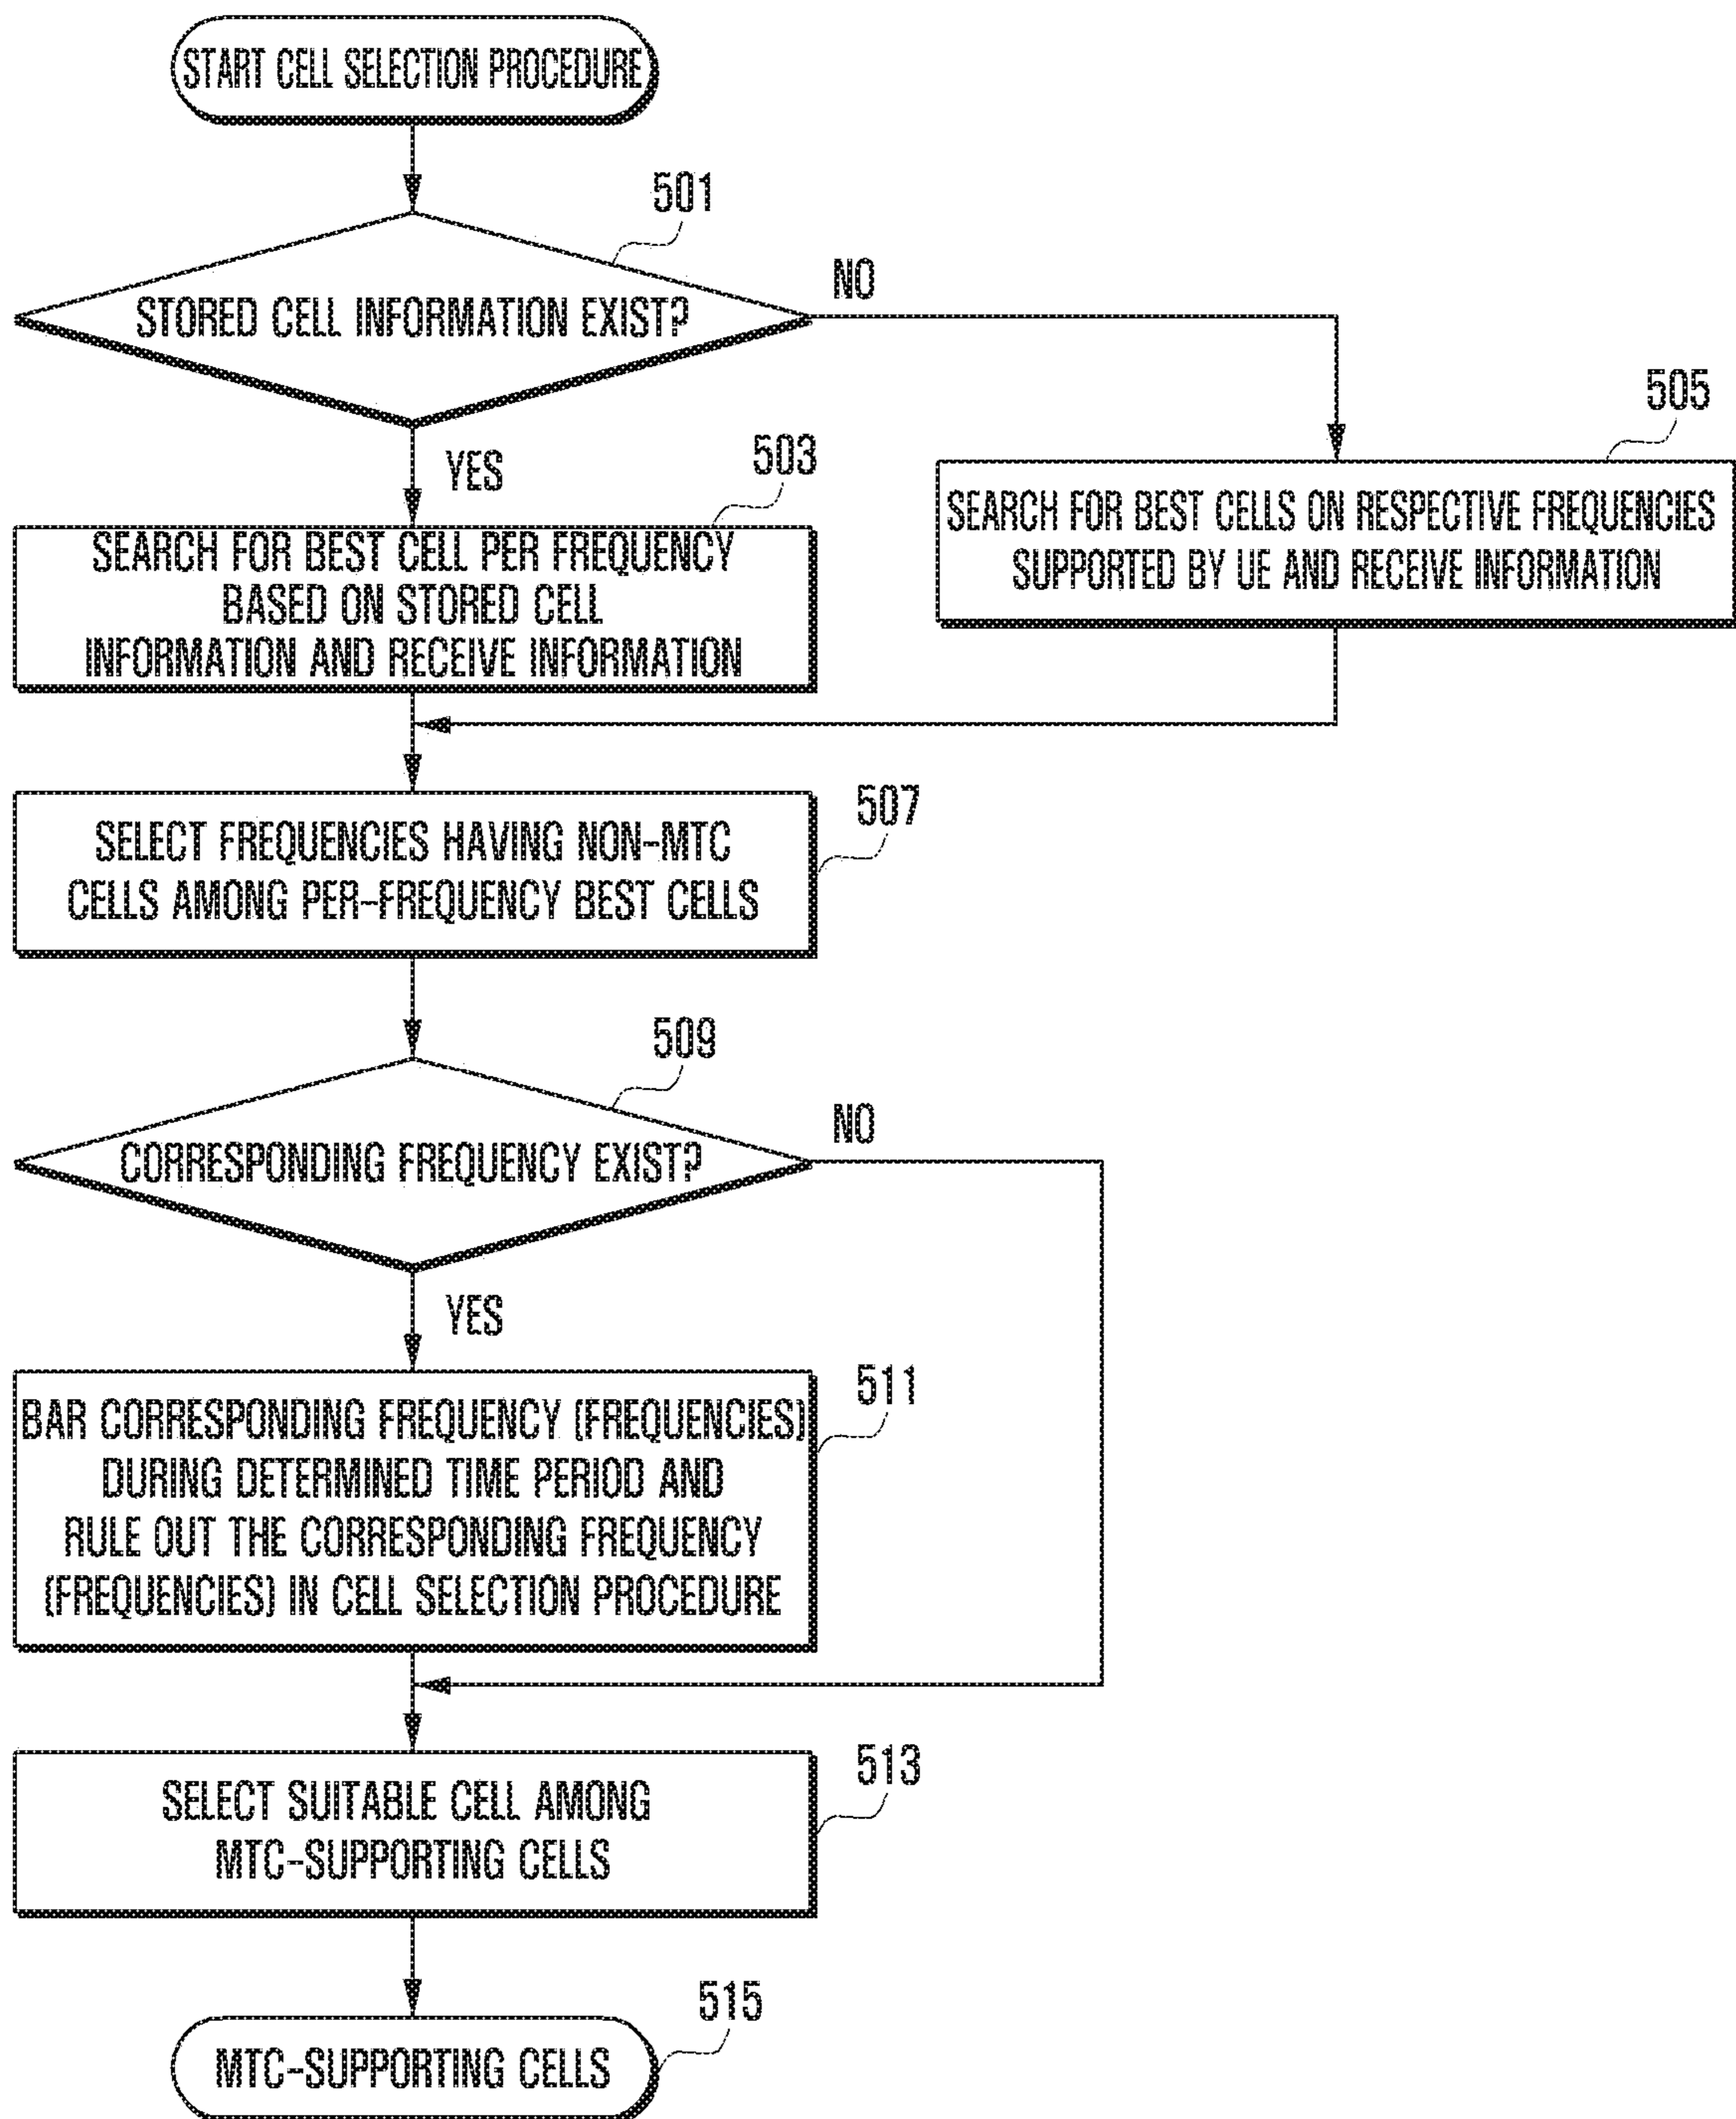 START CELL SELECTION PROCEDURE
501
STORED CELL INFORMATION EXIST?
NO
YES
503
SEARCH FOR BEST CELL PER FREQUENCY
BASED ON STORED CELL
INFORMATION AND RECEIVE INFORMATION
505
SEARCH FOR BEST CELLS ON RESPECTIVE FREQUENCIES
SUPPORTED BY UE AND RECEIVE INFORMATION
507
SELECT FREQUENCIES HAVING NON-MTC
CELLS AMONG PER-FREQUENCY BEST CELLS
509
CORRESPONDING FREQUENCY EXIST?
NO
YES
511
BAR CORRESPONDING FREQUENCY (FREQUENCIES)
DURING DETERMINED TIME PERIOD AND
RULE OUT THE CORRESPONDING FREQUENCY
(FREQUENCIES) IN CELL SELECTION PROCEDURE
513
SELECT SUITABLE CELL AMONG
MTC-SUPPORTING CELLS
515
MTC-SUPPORTING CELLS